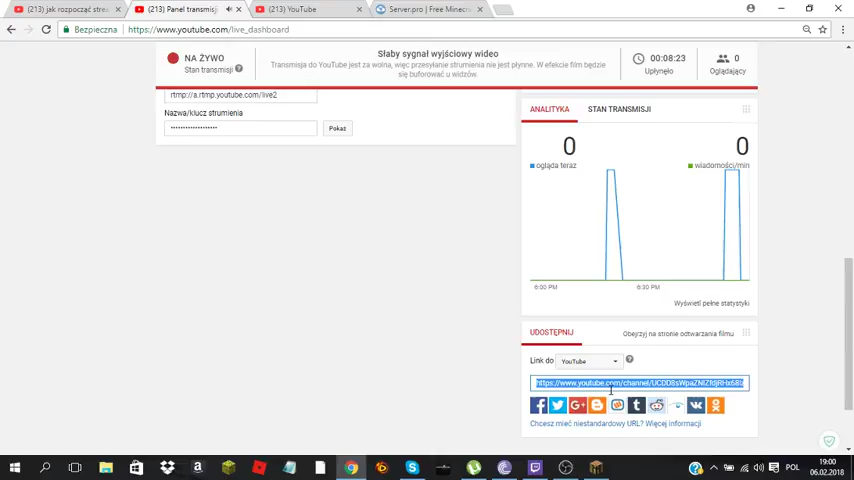 (213) jak rozpocząć stre
(213) Panel transmisji
(213) YouTube
Server.pro | Free Minecr
Bezpieczna
https://www.youtube.com/live_dashboard
NA ŻYWO
Stan transmisji
Słaby sygnał wyjściowy wideo
Transmisja do YouTube jest za wolna, więc przesyłanie strumienia nie jest płynne. W efekcie film będzie
się buforować u widzów.
00:08:23
Upłynęło
0
Oglądający
rtmp://a.rtmp.youtube.com/live2
Nazwa/klucz strumienia
Pokaż
ANALITYKA
STAN TRANSMISJI
0
ogląda teraz
0
wiadomości/min
6:00 PM
6:30 PM
Wyświetl pełne statystyki
UDOSTĘPNIJ
Obejrzyj na stronie odtwarzania filmu
Link do
YouTube
Chcesz mieć niestandardowy URL? Więcej informacji
POL
19:00
06.02.2018